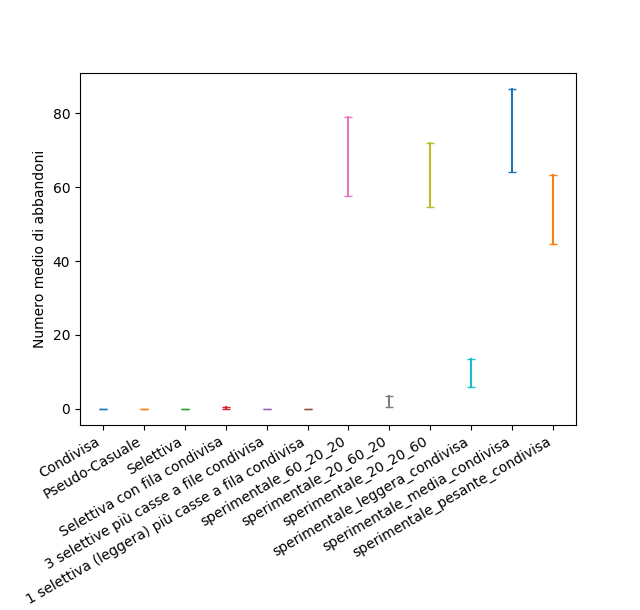 Numero medio di abbandoni
80
60
40
20
0
Condivisa
Pseudo-Casuale
Selettiva
Selettiva con fila condivisa
3 selettive più casse a file condivisa
1 selettiva (leggera) più casse a fila condivisa
sperimentale_60_20_20
sperimentale_20_60_20
sperimentale_20_20_60
sperimentale_leggera_condivisa
sperimentale_media_condivisa
sperimentale_pesante_condivisa